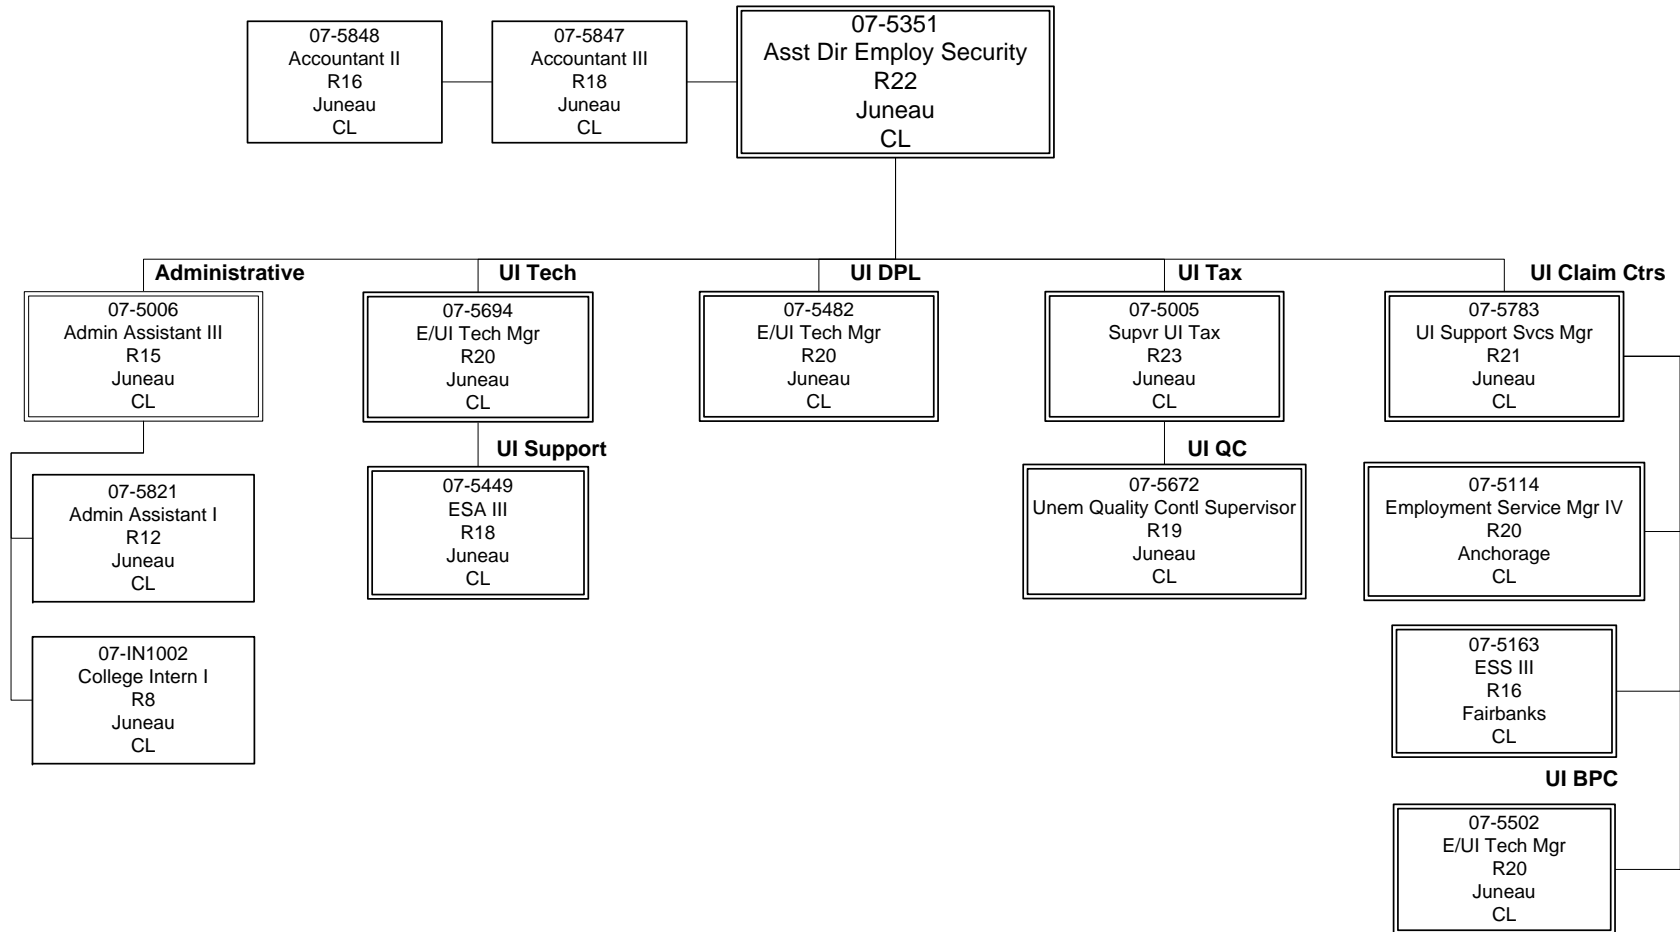 07-5848
Accountant II
R16
Juneau
CL
07-5847
Accountant III
R18
Juneau
CL
07-5351
Asst Dir Employ Security
R22
Juneau
CL
Administrative
07-5006
Admin Assistant III
R15
Juneau
CL
07-5821
Admin Assistant I
R12
Juneau
CL
07-IN1002
College Intern I
R8
Juneau
CL
UI Tech
07-5694
E/UI Tech Mgr
R20
Juneau
CL
UI Support
07-5449
ESA III
R18
Juneau
CL
UI DPL
07-5482
E/UI Tech Mgr
R20
Juneau
CL
UI Tax
07-5005
Supvr UI Tax
R23
Juneau
CL
UI QC
07-5672
Unem Quality Contl Supervisor
R19
Juneau
CL
UI Claim Ctrs
07-5783
UI Support Svcs Mgr
R21
Juneau
CL
07-5114
Employment Service Mgr IV
R20
Anchorage
CL
07-5163
ESS III
R16
Fairbanks
CL
UI BPC
07-5502
E/UI Tech Mgr
R20
Juneau
CL